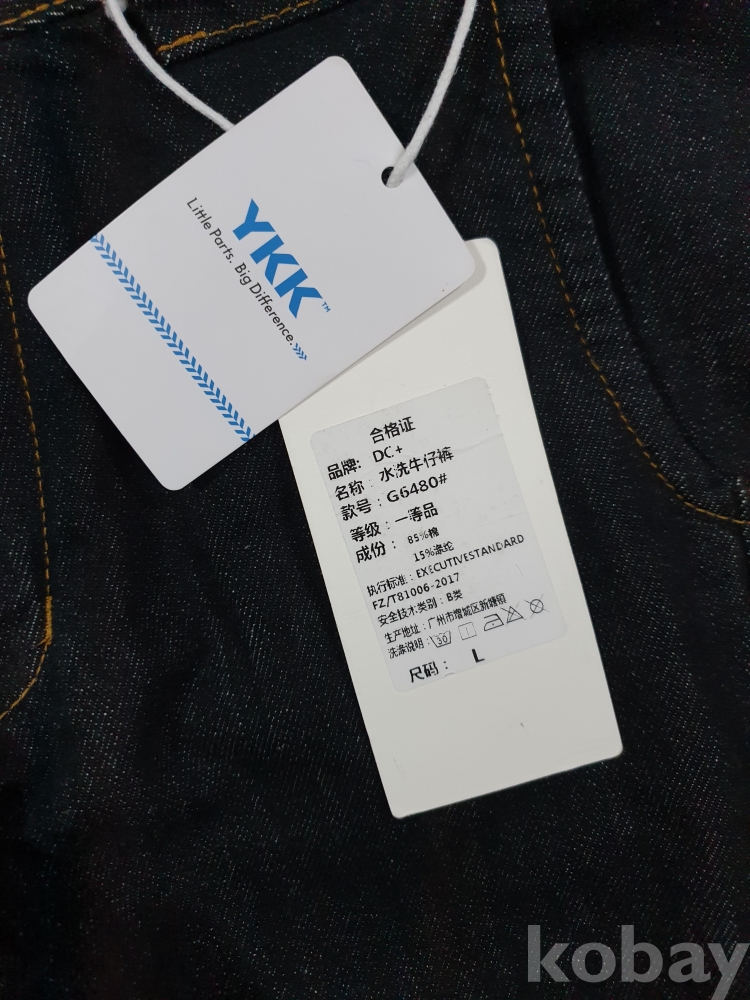 YKK™
Little Parts. Big Difference.
合格证
品牌: DC+
名称: 水洗牛仔裤
款号: G6480#
等级: 一等品
成份: 85%棉
15%涤纶
执行标准: EXECUTIVESTANDARD
FZ/T81006-2017
安全技术类别: B类
生产地址: 广州市增城区新塘镇
洗涤说明: 30
尺码: L
kobay